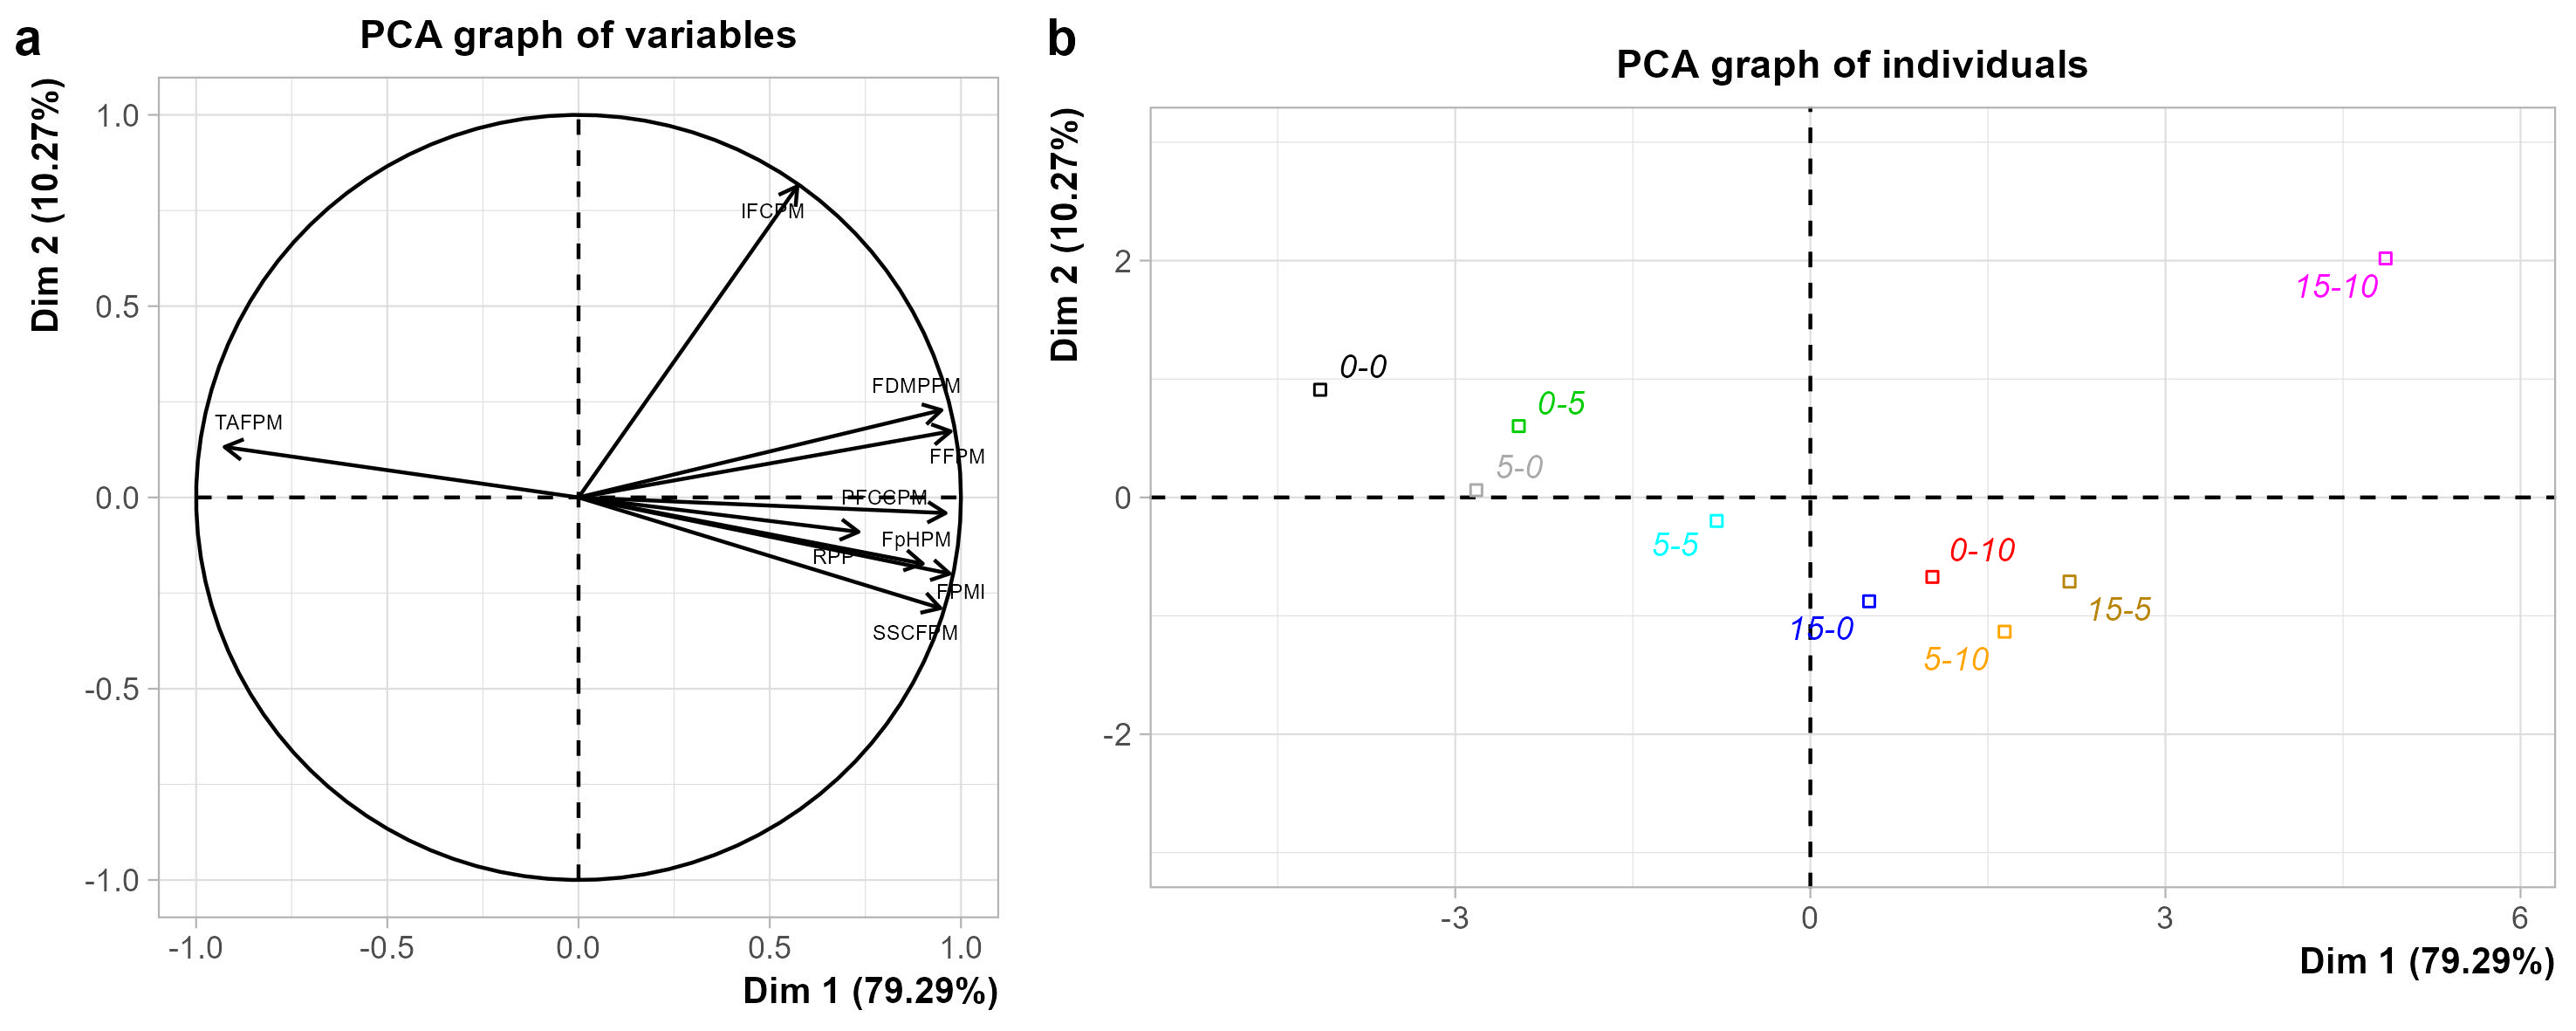 a
PCA graph of variables
Dim 2 (10.27%)
1.0
0.5
0.0
-0.5
-1.0
IFCPM
FDMPPM
TAFPM
FFPM
PFCCPM
FpHPM
RPP
FPMI
SSCFPM
-1.0
-0.5
0.0
0.5
1.0
Dim 1 (79.29%)
b
PCA graph of individuals
Dim 2 (10.27%)
2
0
-2
15-10
0-0
0-5
5-0
5-5
0-10
15-5
15-0
5-10
-3
0
3
6
Dim 1 (79.29%)